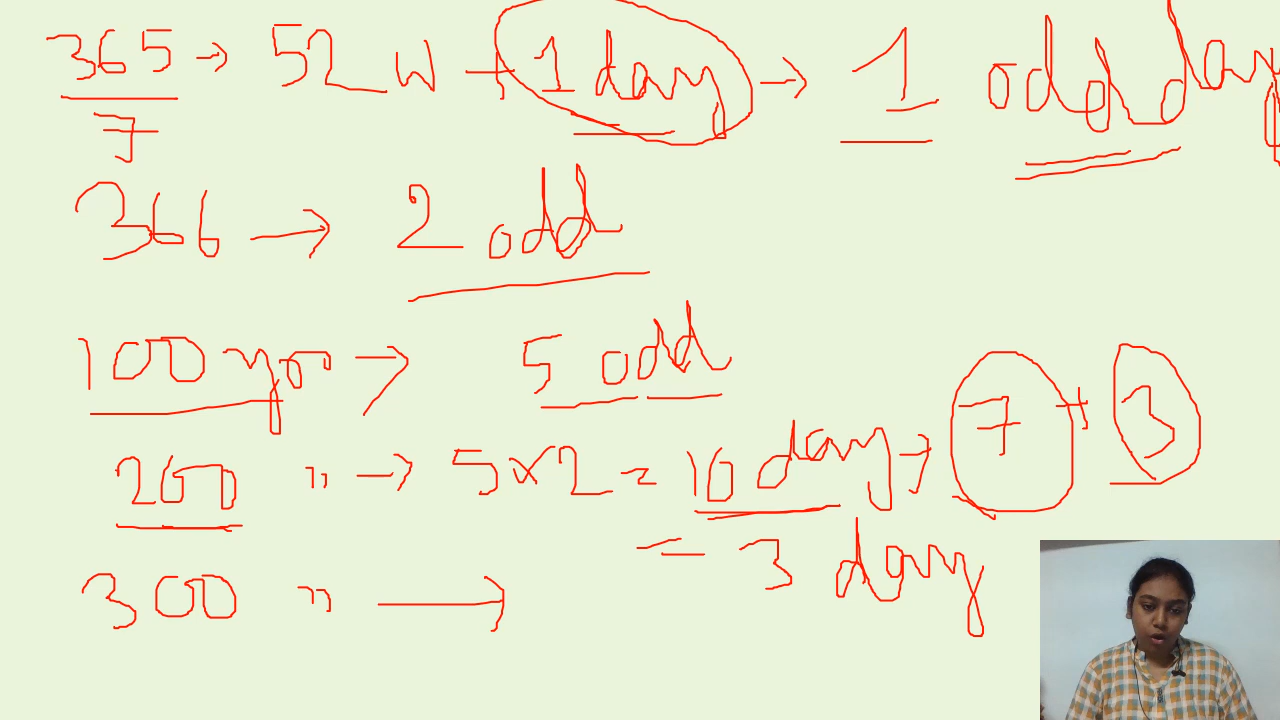 365/7 → 52 W + 1 day → 1 odd day
366 → 2 odd
100 yr → 5 odd
200 " → 5×2 = 10 day → 7 + 3
= 3 day
300 " →